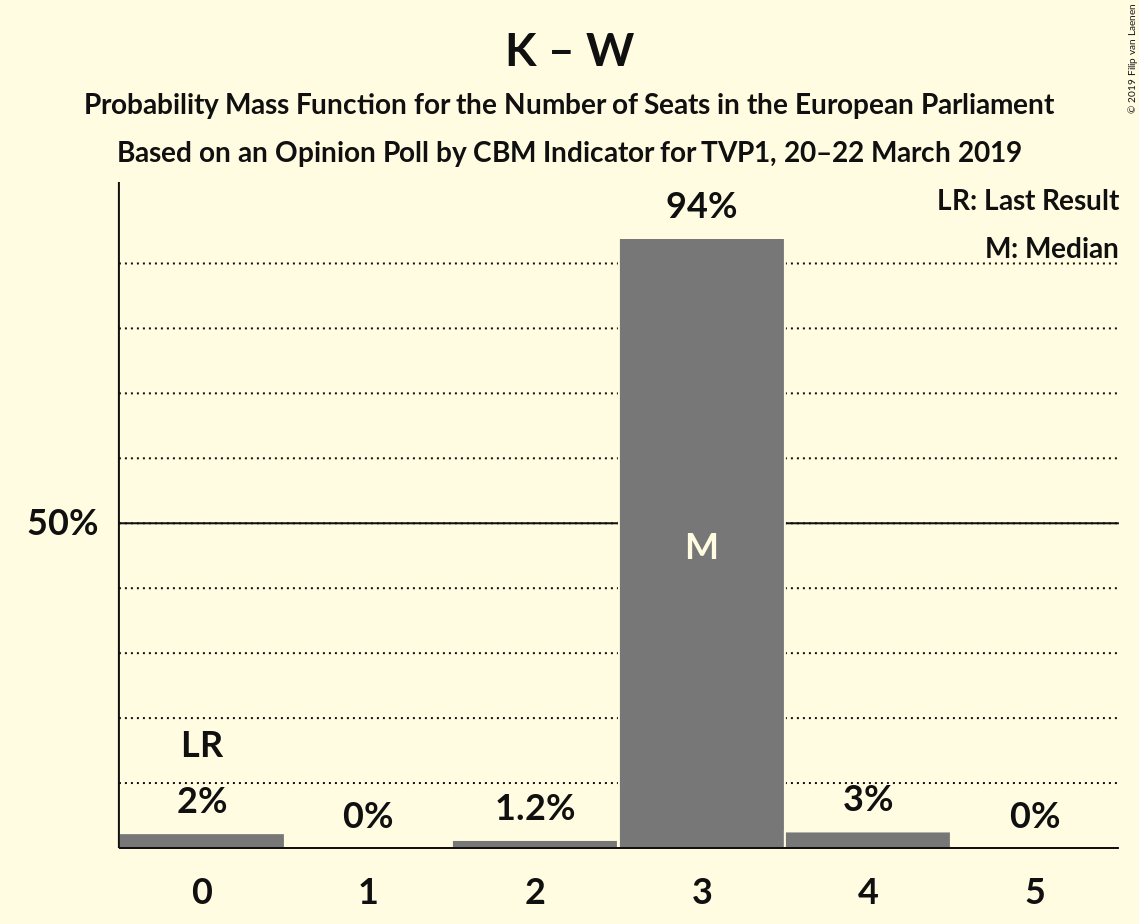 K – W
Probability Mass Function for the Number of Seats in the European Parliament
Based on an Opinion Poll by CBM Indicator for TVP1, 20–22 March 2019
© 2019 Filip van Laenen
LR: Last Result
M: Median
94%
50%
M
LR
2%
0%
1.2%
3%
0%
0 1 2 3 4 5